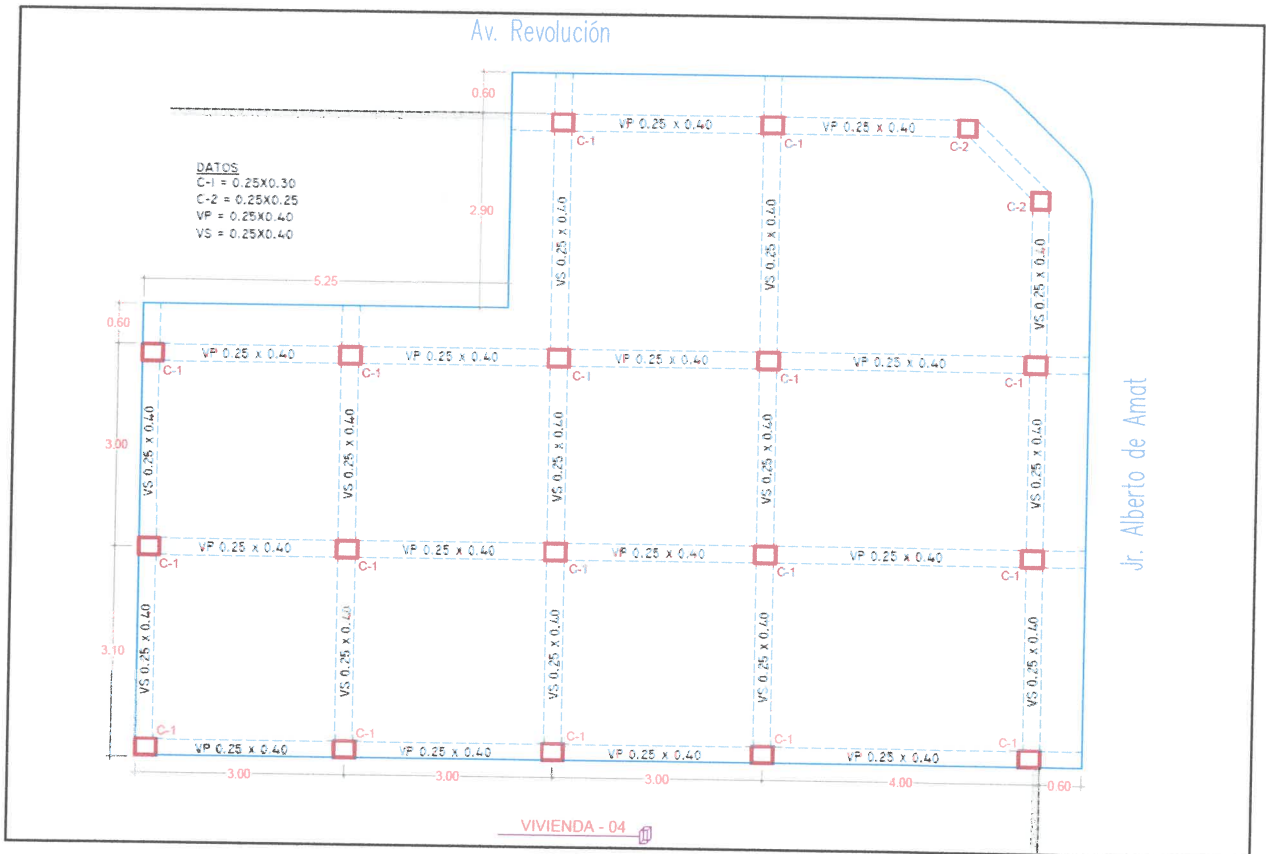 Av. Revolución
0.60
VP 0.25 x 0.40
VP 0.25 x 0.40
C-1
C-1
C-2
DATOS
C-1 = 0.25X0.30
C-2 = 0.25X0.25
VP = 0.25X0.40
VS = 0.25X0.40
2.90
C-2
VS 0.25 x 0.40
VS 0.25 x 0.40
VS 0.25 x 0.40
5.25
0.60
VP 0.25 x 0.40
VP 0.25 x 0.40
VP 0.25 x 0.40
VP 0.25 x 0.40
C-1
C-1
C-1
C-1
C-1
3.00
VS 0.25 x 0.40
VS 0.25 x 0.40
VS 0.25 x 0.40
VS 0.25 x 0.40
VS 0.25 x 0.40
Jr. Alberto de Amat
VP 0.25 x 0.40
VP 0.25 x 0.40
VP 0.25 x 0.40
VP 0.25 x 0.40
C-1
C-1
C-1
C-1
C-1
3.10
VS 0.25 x 0.40
VS 0.25 x 0.40
VS 0.25 x 0.40
VS 0.25 x 0.40
VS 0.25 x 0.40
C-1
C-1
C-1
C-1
C-1
VP 0.25 x 0.40
VP 0.25 x 0.40
VP 0.25 x 0.40
VP 0.25 x 0.40
3.00
3.00
3.00
4.00
0.60
VIVIENDA - 04